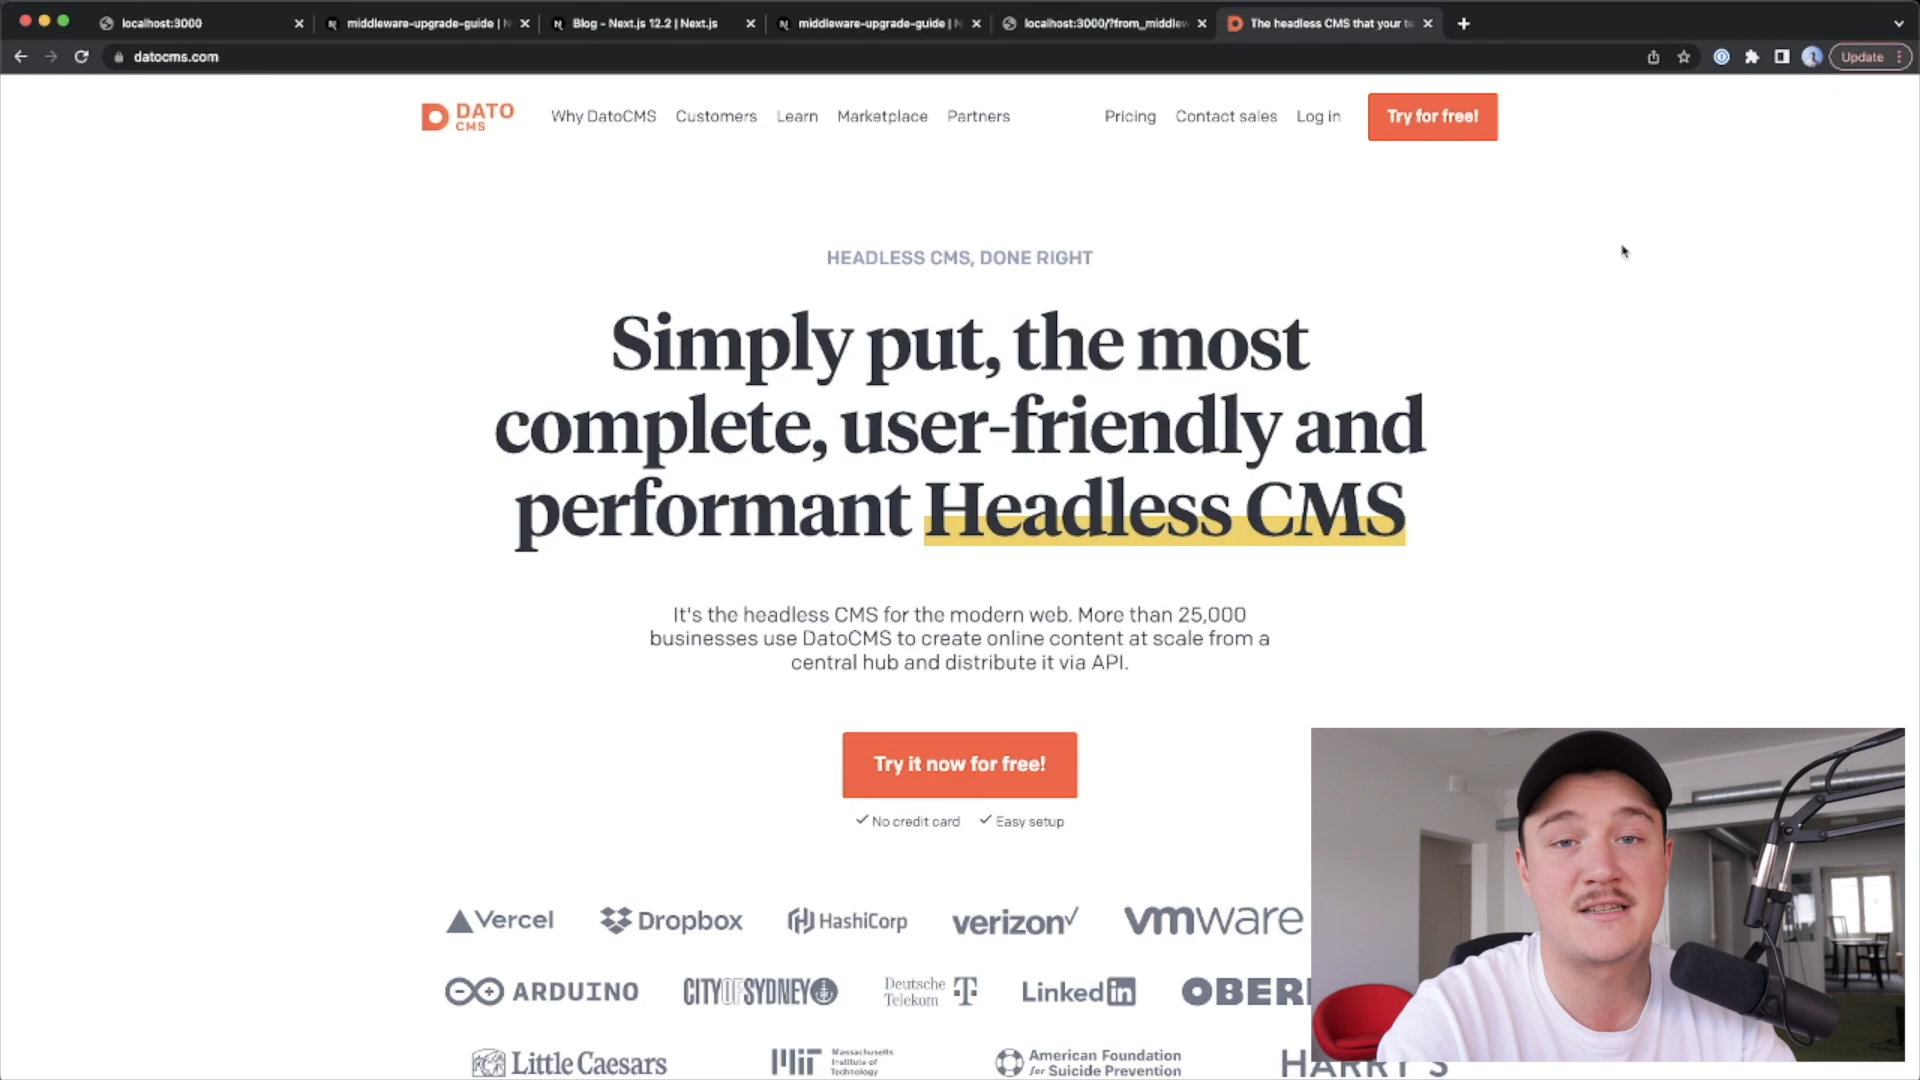 localhost:3000
middleware-upgrade-guide | N
Blog - Next.js 12.2 | Next.js
middleware-upgrade-guide | N
localhost:3000/?from_middlew
The headless CMS that your te
datocms.com
Update
DATO
CMS
Why DatoCMS
Customers
Learn
Marketplace
Partners
Pricing
Contact sales
Log in
Try for free!
HEADLESS CMS, DONE RIGHT
Simply put, the most
complete, user-friendly and
performant Headless CMS
It's the headless CMS for the modern web. More than 25,000
businesses use DatoCMS to create online content at scale from a
central hub and distribute it via API.
Try it now for free!
No credit card
Easy setup
Vercel
Dropbox
HashiCorp
verizon
vmware
ARDUINO
CITYOFSYDNEY
Deutsche
Telekom
T
LinkedIn
OBER
Little Caesars
MIT
Massachusetts
Institute of
Technology
American Foundation
for Suicide Prevention
HARRY'S